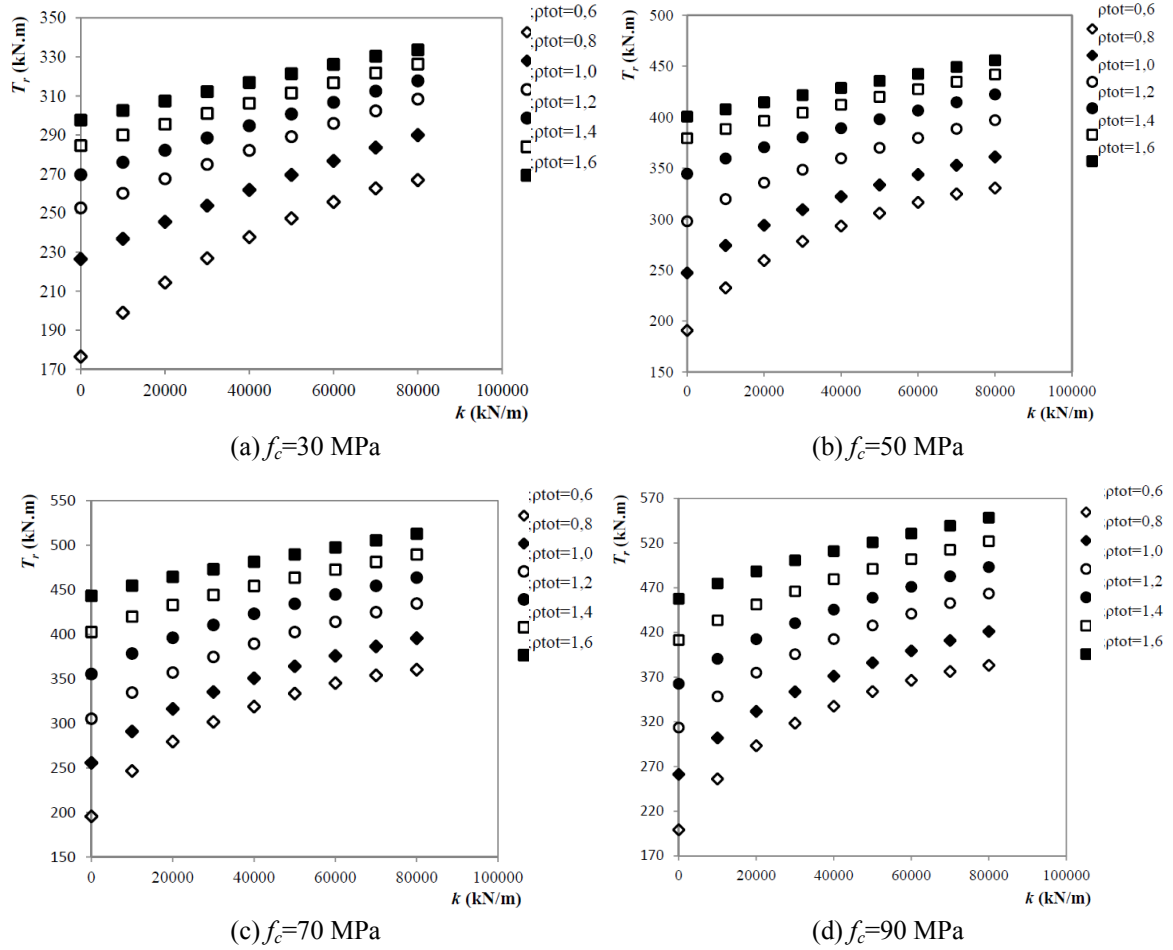 T_r (kN.m)
350
330
310
290
270
250
230
210
190
170
0
20000
40000
60000
80000
100000
k (kN/m)
ρtot=0,6
ρtot=0,8
ρtot=1,0
ρtot=1,2
ρtot=1,4
ρtot=1,6
(a) f_c=30 MPa
T_r (kN.m)
500
450
400
350
300
250
200
150
0
20000
40000
60000
80000
100000
k (kN/m)
ρtot=0,6
ρtot=0,8
ρtot=1,0
ρtot=1,2
ρtot=1,4
ρtot=1,6
(b) f_c=50 MPa
T_r (kN.m)
550
500
450
400
350
300
250
200
150
0
20000
40000
60000
80000
100000
k (kN/m)
ρtot=0,6
ρtot=0,8
ρtot=1,0
ρtot=1,2
ρtot=1,4
ρtot=1,6
(c) f_c=70 MPa
T_r (kN.m)
570
520
470
420
370
320
270
220
170
0
20000
40000
60000
80000
100000
k (kN/m)
ρtot=0,6
ρtot=0,8
ρtot=1,0
ρtot=1,2
ρtot=1,4
ρtot=1,6
(d) f_c=90 MPa